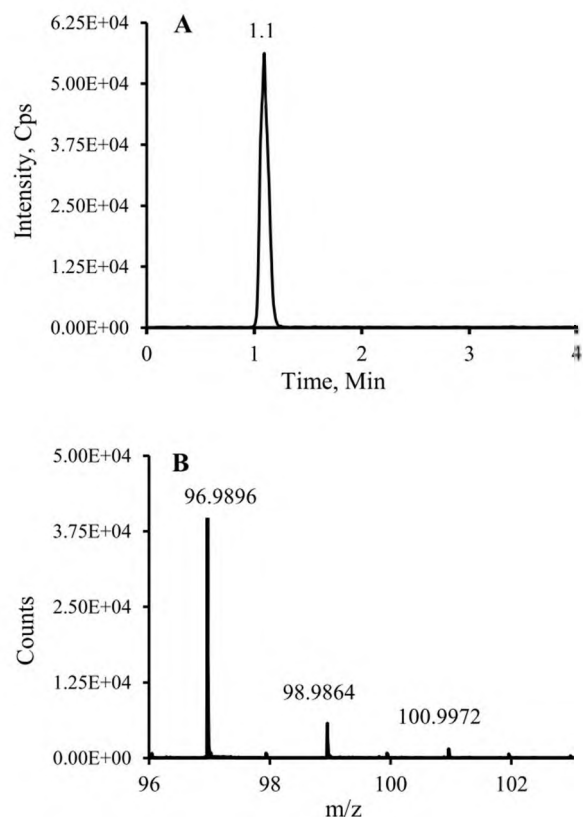 A
1.1
6.25E+04
5.00E+04
3.75E+04
2.50E+04
1.25E+04
0.00E+00
Intensity, Cps
0 1 2 3 4
Time, Min
B
5.00E+04
96.9896
3.75E+04
2.50E+04
98.9864
1.25E+04
100.9972
0.00E+00
Counts
96 98 100 102
m/z